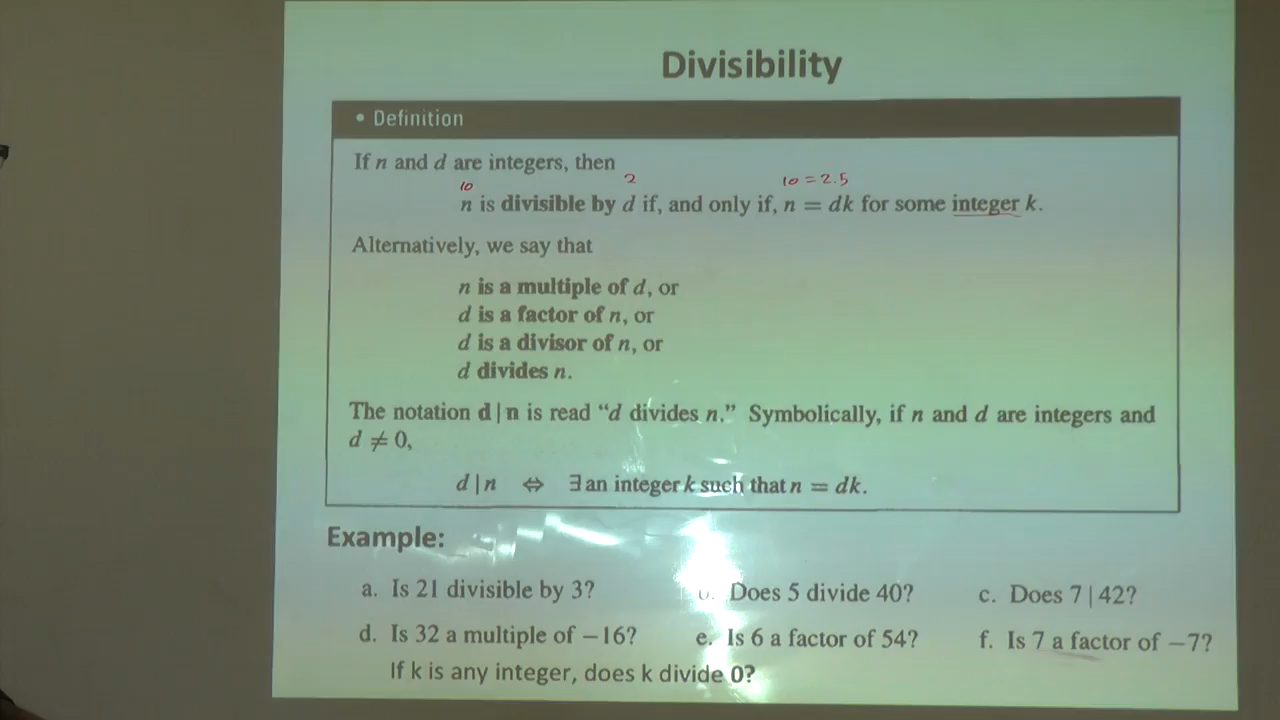 Divisibility
• Definition
If n and d are integers, then
10 2 10 = 2.5
n is divisible by d if, and only if, n = dk for some integer k.
Alternatively, we say that
n is a multiple of d, or
d is a factor of n, or
d is a divisor of n, or
d divides n.
The notation d | n is read “d divides n.” Symbolically, if n and d are integers and
d ≠ 0,
d | n ⇔ ∃ an integer k such that n = dk.
Example:
a. Is 21 divisible by 3? Does 5 divide 40? c. Does 7 | 42?
d. Is 32 a multiple of −16? e. Is 6 a factor of 54? f. Is 7 a factor of −7?
If k is any integer, does k divide 0?